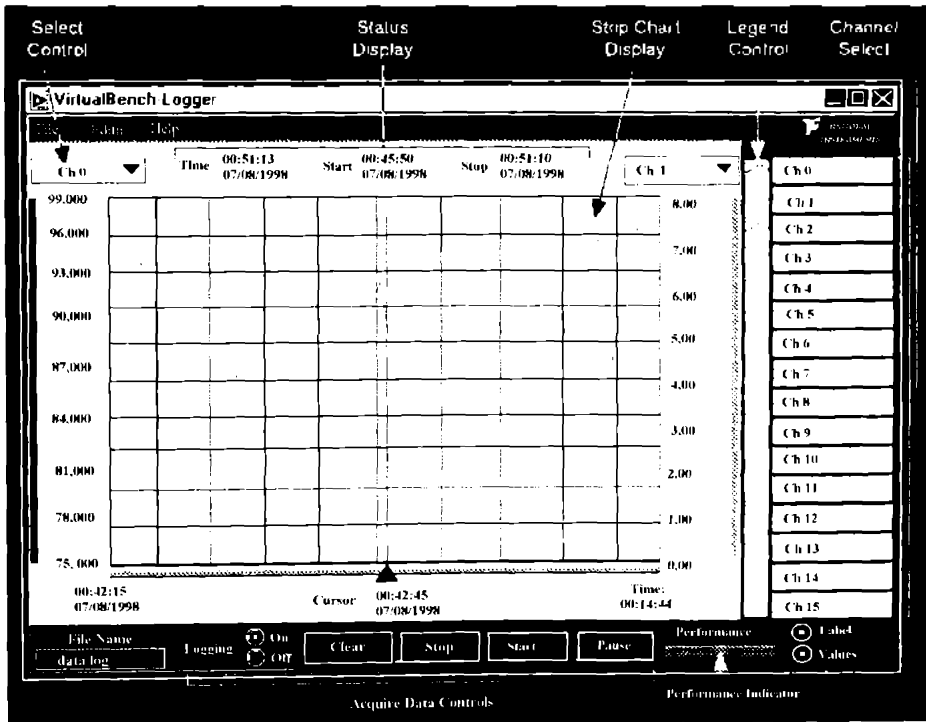 Select Control
Status Display
Strip Chart Display
Legend Control
Channel Select
VirtualBench-Logger
Help
NATIONAL INSTRUMENTS
Ch 0
Time 00:51:13 07/08/1998
Start 00:45:50 07/08/1998
Stop 00:51:10 07/08/1998
Ch 1
99.000
96,000
93,000
90,000
87,000
84,000
81,000
78,000
75,000
8,00
7,00
6,00
5,00
4,00
3,00
2,00
1,00
0,00
Ch 0
Ch 1
Ch 2
Ch 3
Ch 4
Ch 5
Ch 6
Ch 7
Ch 8
Ch 9
Ch 10
Ch 11
Ch 12
Ch 13
Ch 14
Ch 15
00:42:15 07/08/1998
Cursor 00:42:45 07/08/1998
Time: 00:14:44
File Name
data log
Logging On Off
Clear
Stop
Start
Pause
Performance
Label
Values
Acquire Data Controls
Performance Indicator